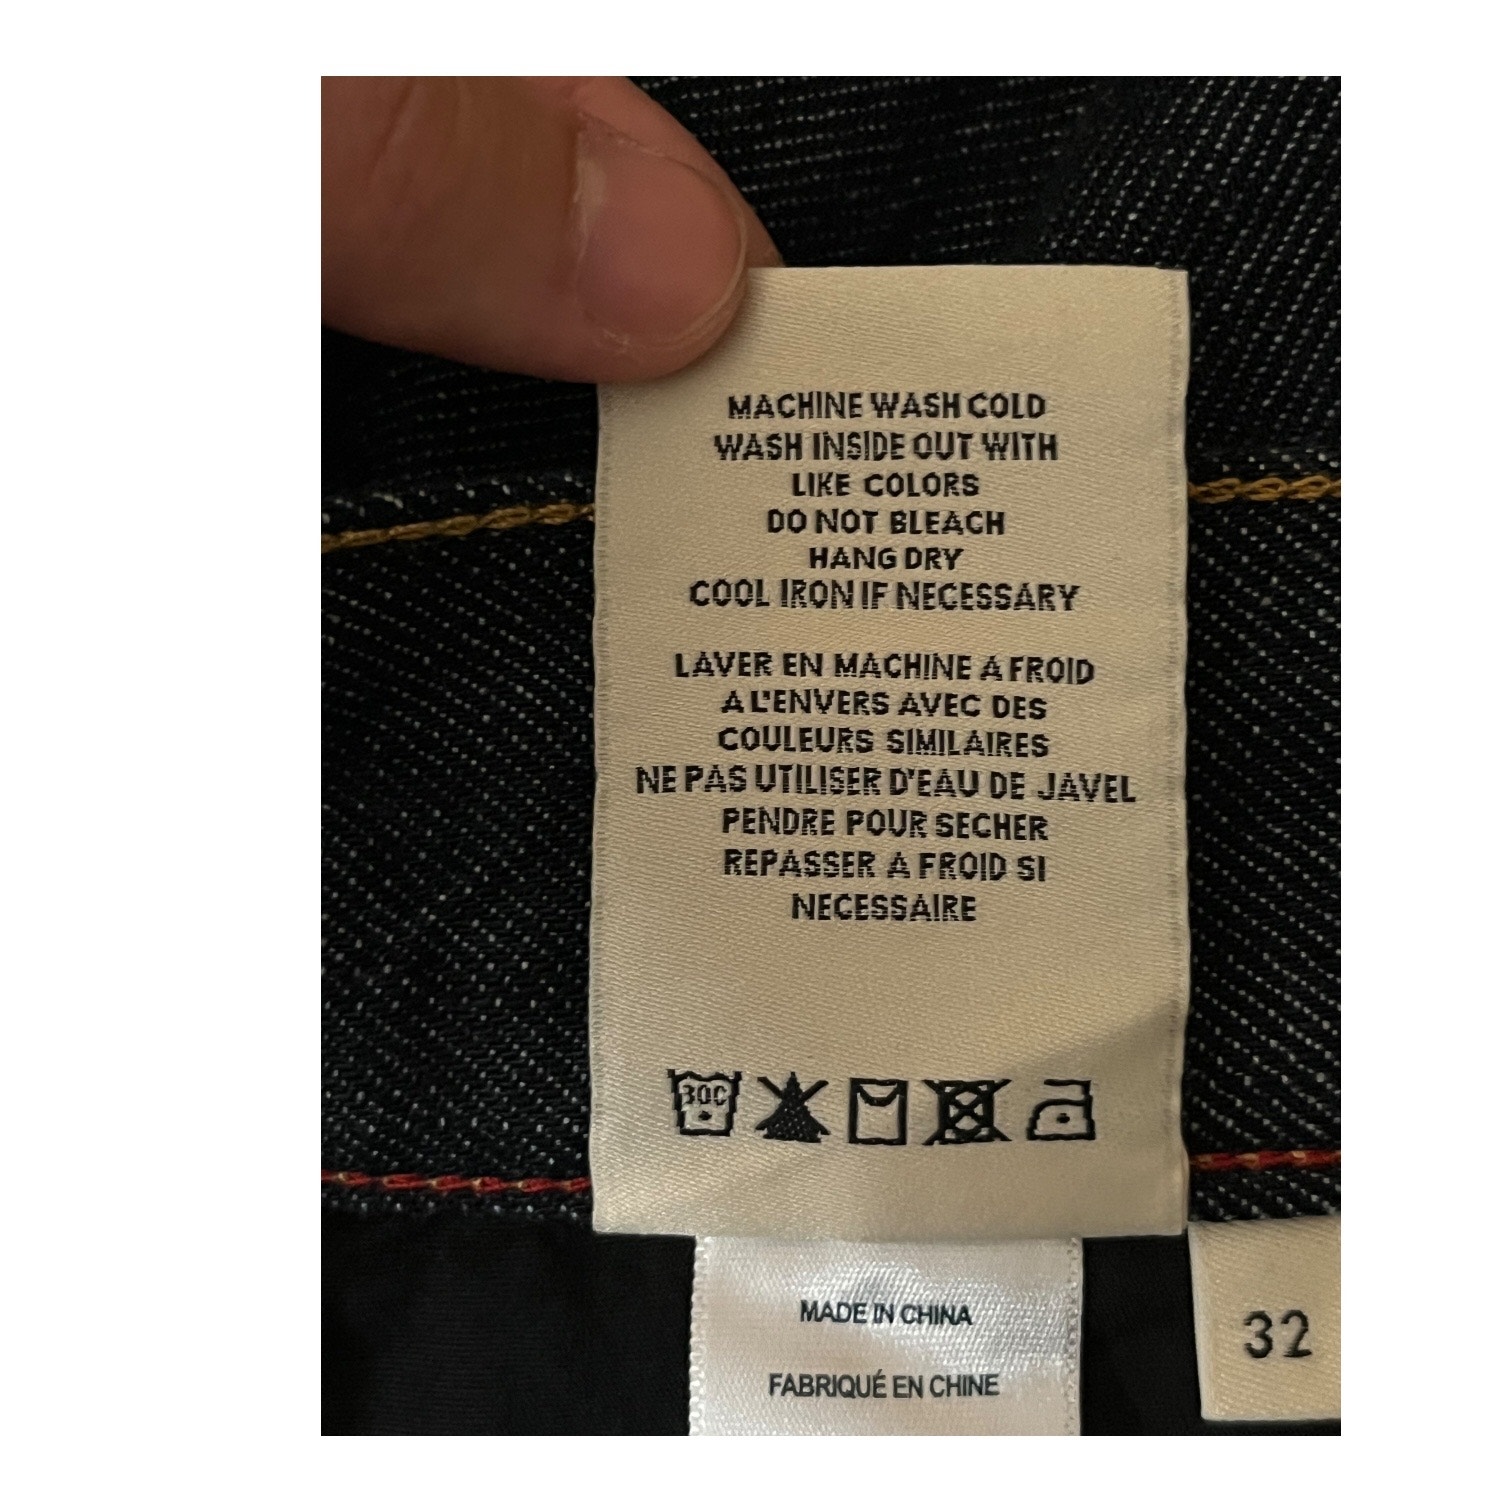 MACHINE WASH COLD
WASH INSIDE OUT WITH
LIKE COLORS
DO NOT BLEACH
HANG DRY
COOL IRON IF NECESSARY
LAVER EN MACHINE A FROID
A L'ENVERS AVEC DES
COULEURS SIMILAIRES
NE PAS UTILISER D'EAU DE JAVEL
PENDRE POUR SECHER
REPASSER A FROID SI
NECESSAIRE
30C
MADE IN CHINA
FABRIQUÉ EN CHINE
32